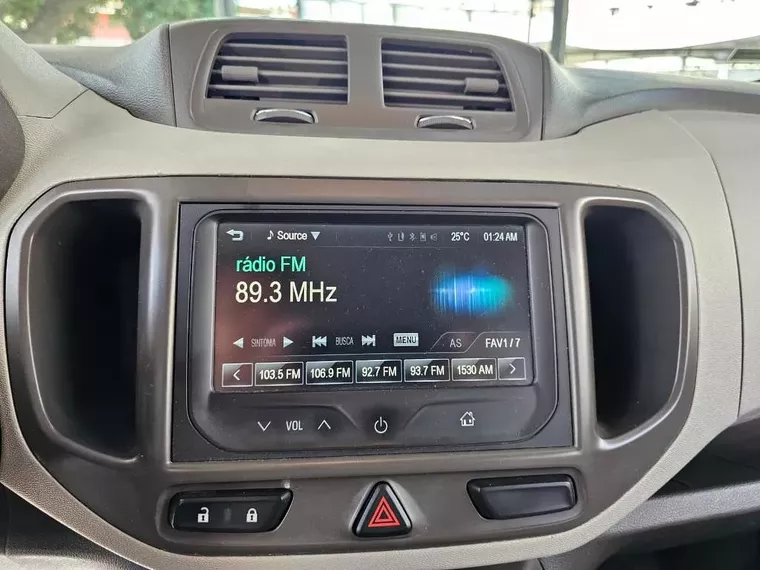 ♪ Source ▼ 25°C 01:24 AM
rádio FM
89.3 MHz
◀ SINTONIA ▶ BUSCA MENU AS FAV1/7
< 103.5 FM 106.9 FM 92.7 FM 93.7 FM 1530 AM >
VOL